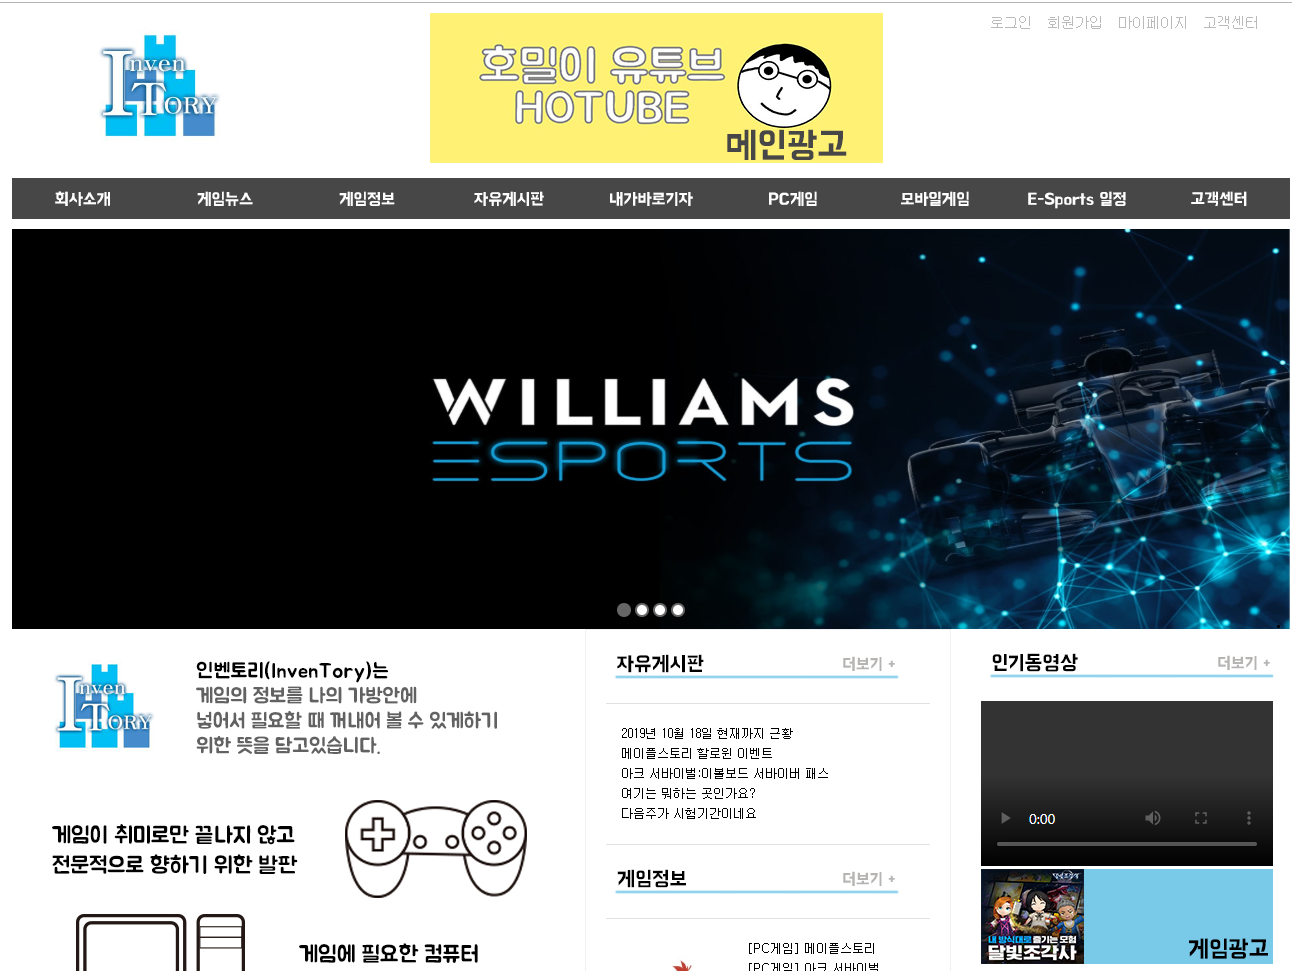 로그인 회원가입 마이페이지 고객센터
Inven
Tory
호밀이 유튜브
HOTUBE
메인광고
회사소개 게임뉴스 게임정보 자유게시판 내가바로기자 PC게임 모바일게임 E-Sports 일정 고객센터
WILLIAMS
ESPORTS
Inven
Tory
인벤토리(InvenTory)는
게임의 정보를 나의 가방안에
넣어서 필요할 때 꺼내어 볼 수 있게하기
위한 뜻을 담고있습니다.
게임이 취미로만 끝나지 않고
전문적으로 향하기 위한 발판
게임에 필요한 컴퓨터
자유게시판 더보기 +
2019년 10월 18일 현재까지 근황
메이플스토리 할로윈 이벤트
아크 서바이벌:이볼브드 서바이버 패스
여기는 뭐하는 곳인가요?
다음주가 시험기간이네요
게임정보 더보기 +
[PC게임] 메이플스토리
[PC게임] 아크 서바이벌
인기동영상 더보기 +
0:00
내 방식대로 즐기는 모험
달빛조각사
게임광고